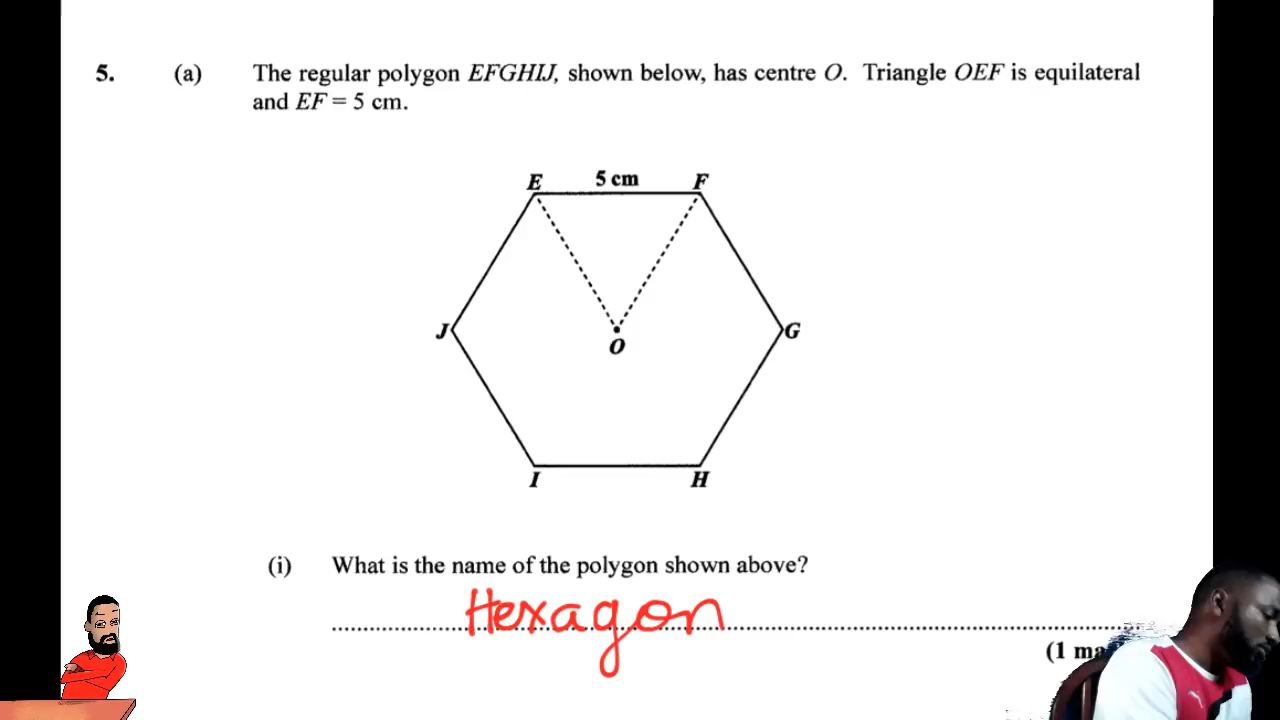 5. (a) The regular polygon EFGHIJ, shown below, has centre O. Triangle OEF is equilateral
and EF = 5 cm.
E 5 cm F
J G
O
I H
(i) What is the name of the polygon shown above?
Hexagon
(1